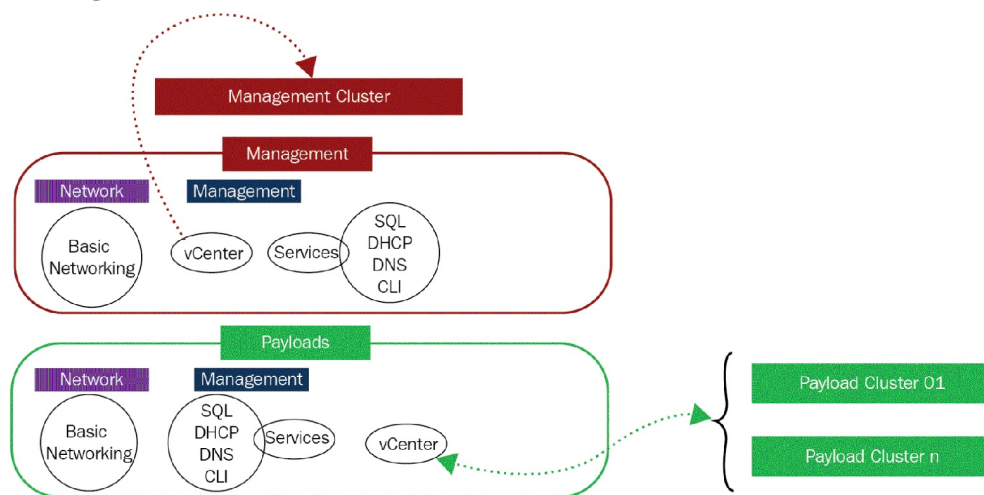 Management Cluster
Management
Network
Management
Basic
Networking
vCenter
Services
SQL
DHCP
DNS
CLI
Payloads
Network
Management
Basic
Networking
SQL
DHCP
DNS
CLI
Services
vCenter
Payload Cluster 01
Payload Cluster n